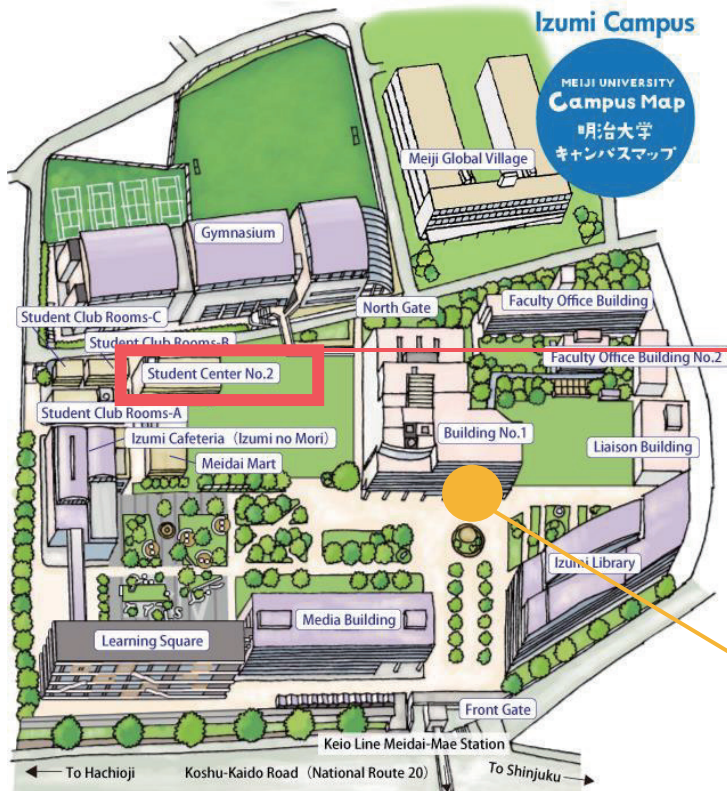 Izumi Campus
MEIJI UNIVERSITY
Campus Map
明治大学
キャンパスマップ
Meiji Global Village
Gymnasium
North Gate
Faculty Office Building
Student Club Rooms-C
Student Club Rooms-B
Faculty Office Building No.2
Student Center No.2
Student Club Rooms-A
Izumi Cafeteria（Izumi no Mori）
Building No.1
Liaison Building
Meidai Mart
Izumi Library
Media Building
Learning Square
Front Gate
Keio Line Meidai-Mae Station
To Hachioji
Koshu-Kaido Road（National Route 20）
To Shinjuku